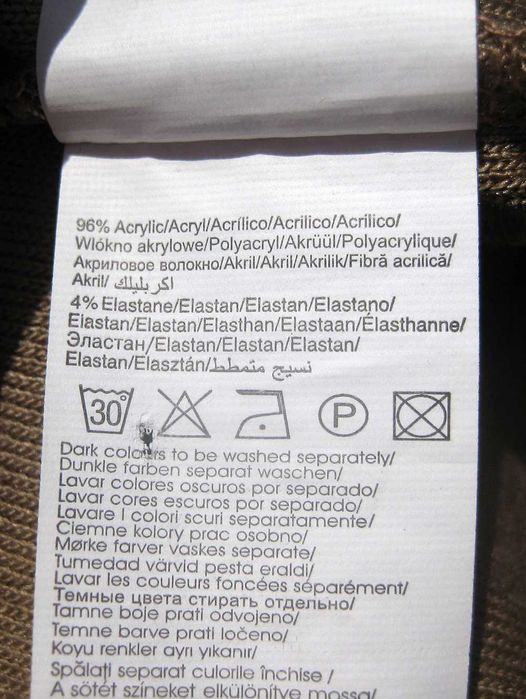 96% Acrylic/Acryl/Acrílico/Acrilico/Acrilico/
Wlókno akrylowe/Polyacryl/Akrüül/Polyacrylique/
Акриловое волокно/Akril/Akril/Akrilik/Fibră acrilică/
Akril/ اكريليك
4% Elastane/Elastan/Elastan/Elastano/
Elastan/Elastan/Elasthan/Elastaan/Élasthanne/
Эластан/Elastan/Elastan/Elastan/
Elastan/Elasztán/نسيج متمطط
30° P
Dark colours to be washed separately/
Dunkle farben separat waschen/
Lavar colores oscuros por separado/
Lavar cores escuros por separado/
Lavare I colori scuri separatamente/
Ciemne kolory prac osobno/
Mørke farver vaskes separate/
Tumedad värvid pesta eraldi/
Lavar les couleurs foncées séparément/
Темные цвета стирать отдельно/
Tamne boje prati odvojeno/
Temne barve prati ločeno/
Koyu renkler ayrı yıkanır/
Spălaţi separat culorile închise /
A sötét színeket elkülönítve mossa/